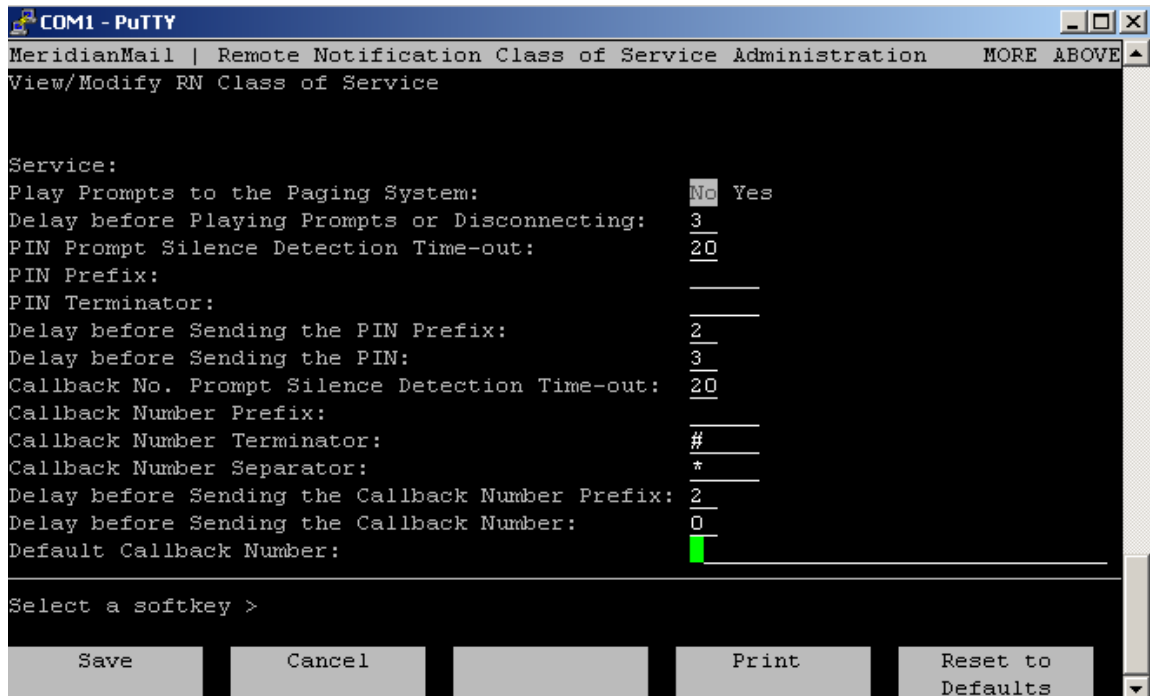 COM1 - PuTTY
MeridianMail | Remote Notification Class of Service Administration MORE ABOVE
View/Modify RN Class of Service
Service:
Play Prompts to the Paging System: No Yes
Delay before Playing Prompts or Disconnecting: 3
PIN Prompt Silence Detection Time-out: 20
PIN Prefix:
PIN Terminator:
Delay before Sending the PIN Prefix: 2
Delay before Sending the PIN: 3
Callback No. Prompt Silence Detection Time-out: 20
Callback Number Prefix:
Callback Number Terminator: #
Callback Number Separator: *
Delay before Sending the Callback Number Prefix: 2
Delay before Sending the Callback Number: 0
Default Callback Number:
Select a softkey >
Save Cancel Print Reset to
Defaults